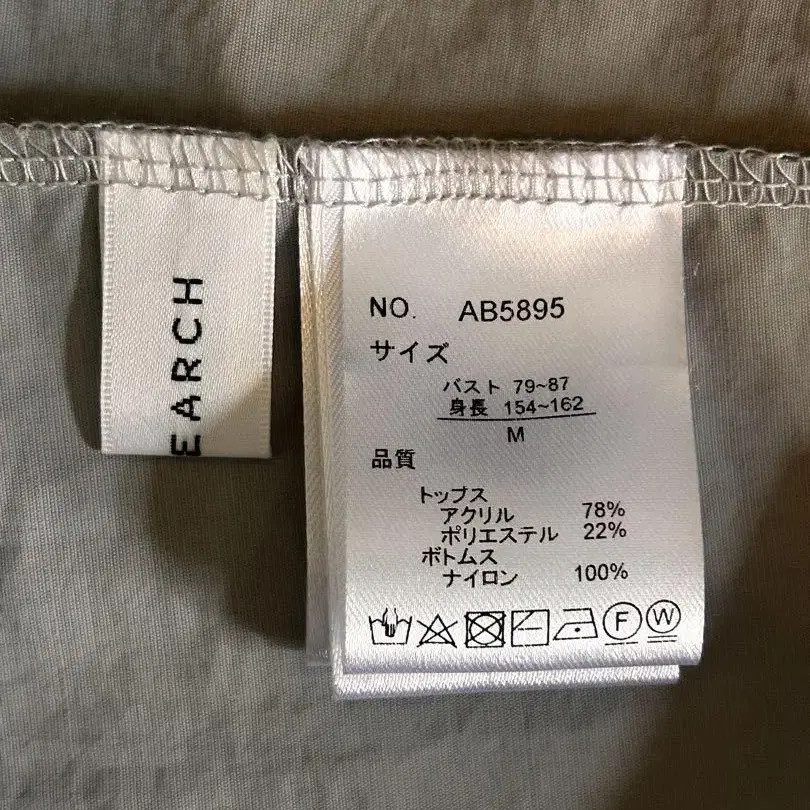 EARCH
NO. AB5895
サイズ
バスト 79~87
身長 154~162
M
品質
トップス
アクリル 78%
ポリエステル 22%
ボトムス
ナイロン 100%
F W